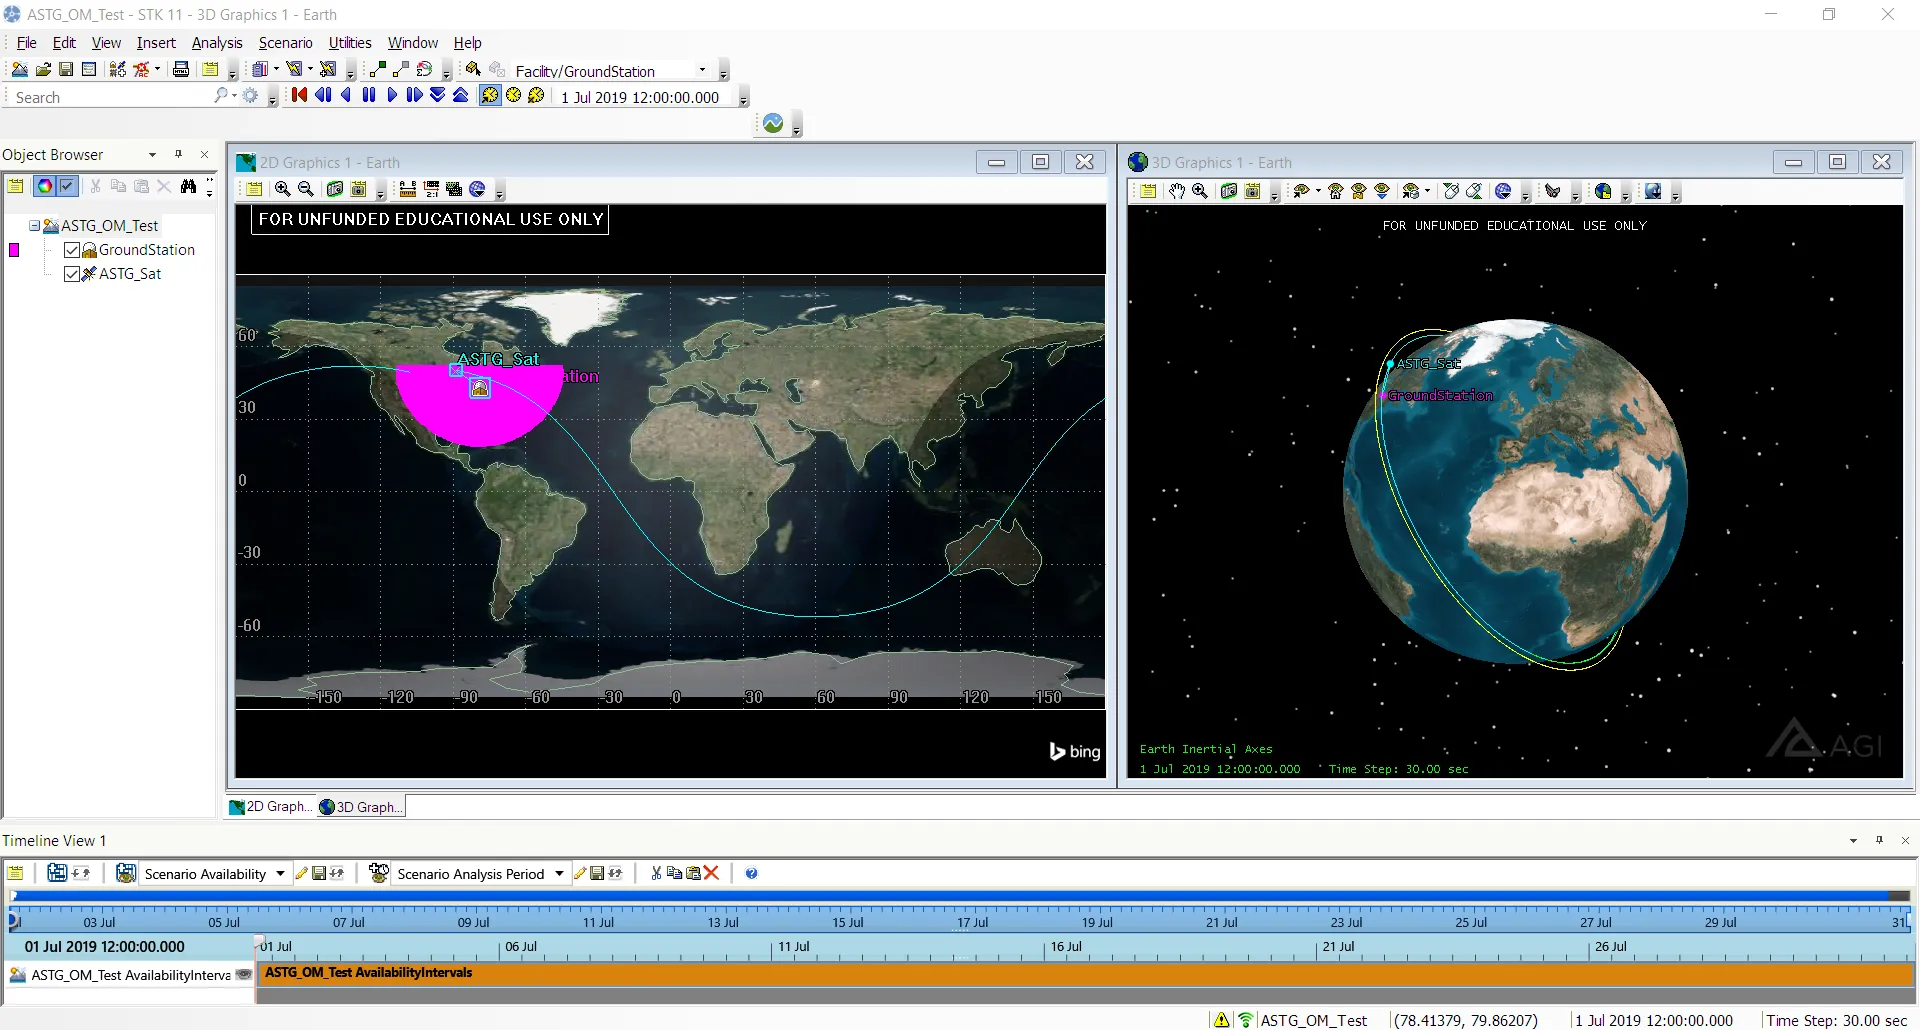 ASTG_OM_Test - STK 11 - 3D Graphics 1 - Earth
File Edit View Insert Analysis Scenario Utilities Window Help
Facility/GroundStation
Search
1 Jul 2019 12:00:00.000
Object Browser
ASTG_OM_Test
GroundStation
ASTG_Sat
2D Graphics 1 - Earth
FOR UNFUNDED EDUCATIONAL USE ONLY
60
ASTG_Sat
ation
30
0
-30
-60
-150 -120 -90 -60 -30 0 30 60 90 120 150
bing
3D Graphics 1 - Earth
FOR UNFUNDED EDUCATIONAL USE ONLY
ASTG_Sat
GroundStation
AGI
Earth Inertial Axes
1 Jul 2019 12:00:00.000 Time Step: 30.00 sec
2D Graph... 3D Graph...
Timeline View 1
Scenario Availability Scenario Analysis Period
03 Jul 05 Jul 07 Jul 09 Jul 11 Jul 13 Jul 15 Jul 17 Jul 19 Jul 21 Jul 23 Jul 25 Jul 27 Jul 29 Jul 31
01 Jul 2019 12:00:00.000 01 Jul 06 Jul 11 Jul 16 Jul 21 Jul 26 Jul
ASTG_OM_Test AvailabilityInterva ASTG_OM_Test AvailabilityIntervals
ASTG_OM_Test (78.41379, 79.86207) 1 Jul 2019 12:00:00.000 Time Step: 30.00 sec